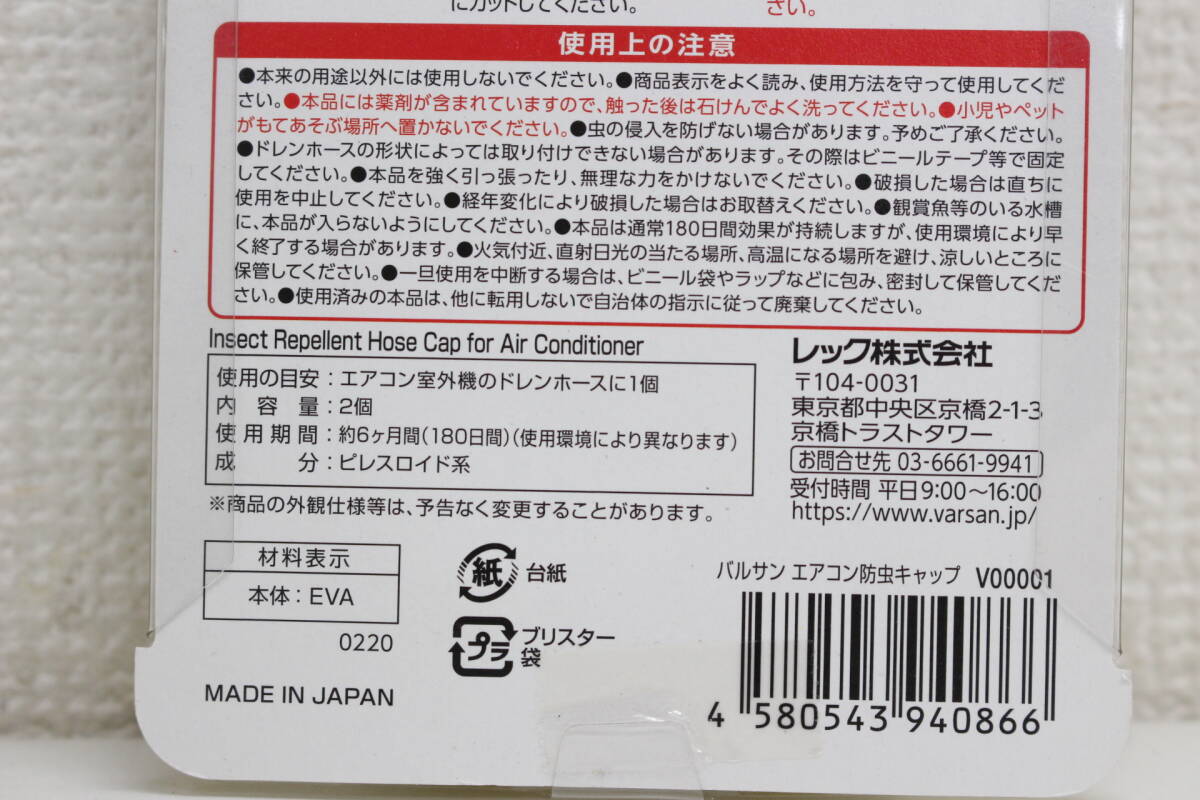 にカットしてください。
さい。
使用上の注意
●本来の用途以外には使用しないでください。●商品表示をよく読み、使用方法を守って使用してくだ
さい。●本品には薬剤が含まれていますので、触った後は石けんでよく洗ってください。●小児やペット
がもてあそぶ場所へ置かないでください。●虫の侵入を防げない場合があります。予めご了承ください。
●ドレンホースの形状によっては取り付けできない場合があります。その際はビニールテープ等で固定
してください。●本品を強く引っ張ったり、無理な力をかけないでください。●破損した場合は直ちに
使用を中止してください。●経年変化により破損した場合はお取替えください。●観賞魚等のいる水槽
に、本品が入らないようにしてください。●本品は通常180日間効果が持続しますが、使用環境により早
く終了する場合があります。●火気付近、直射日光の当たる場所、高温になる場所を避け、涼しいところに
保管してください。●一旦使用を中断する場合は、ビニール袋やラップなどに包み、密封して保管してくだ
さい。●使用済みの本品は、他に転用しないで自治体の指示に従って廃棄してください。
Insect Repellent Hose Cap for Air Conditioner
使用の目安：エアコン室外機のドレンホースに1個
内容量：2個
使用期間：約6ヶ月間(180日間)(使用環境により異なります)
成分：ピレスロイド系
※商品の外観仕様等は、予告なく変更することがあります。
レック株式会社
〒104-0031
東京都中央区京橋2-1-3
京橋トラストタワー
お問合せ先 03-6661-9941
受付時間 平日9:00～16:00
https://www.varsan.jp/
材料表示
本体：EVA
0220
MADE IN JAPAN
紙 台紙
プラ ブリスター
袋
バルサン エアコン防虫キャップ V00001
4 580543 940866